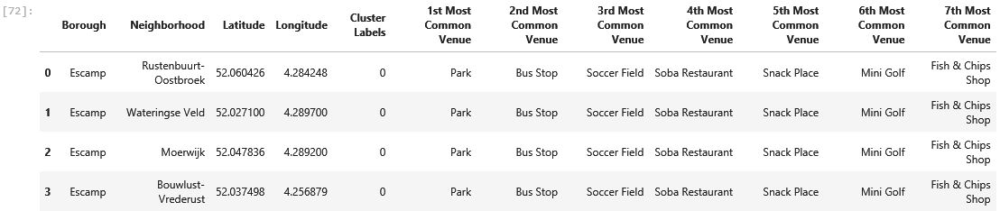 [72]:
Borough Neighborhood Latitude Longitude Cluster Labels 1st Most Common Venue 2nd Most Common Venue 3rd Most Common Venue 4th Most Common Venue 5th Most Common Venue 6th Most Common Venue 7th Most Common Venue
0 Escamp Rustenbuurt-Oostbroek 52.060426 4.284248 0 Park Bus Stop Soccer Field Soba Restaurant Snack Place Mini Golf Fish & Chips Shop
1 Escamp Wateringse Veld 52.027100 4.289700 0 Park Bus Stop Soccer Field Soba Restaurant Snack Place Mini Golf Fish & Chips Shop
2 Escamp Moerwijk 52.047836 4.289200 0 Park Bus Stop Soccer Field Soba Restaurant Snack Place Mini Golf Fish & Chips Shop
3 Escamp Bouwlust-Vrederust 52.037498 4.256879 0 Park Bus Stop Soccer Field Soba Restaurant Snack Place Mini Golf Fish & Chips Shop